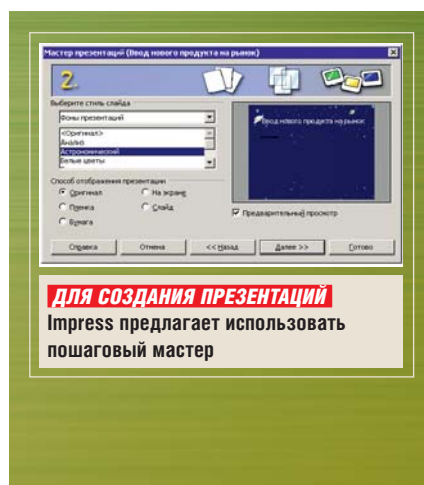 Мастер презентаций (Ввод нового продукта на рынок)
2.
Выберите стиль слайда
Фоны презентаций
<Оригинал>
Анализ
Астрономический
Белые цветы
Ввод нового продукта на рынок
Способ отображения презентации
Оригинал
На экране
Пленка
Слайд
Бумага
Предварительный просмотр
Справка
Отмена
<< Назад
Далее >>
Готово
ДЛЯ СОЗДАНИЯ ПРЕЗЕНТАЦИЙ
Impress предлагает использовать
пошаговый мастер